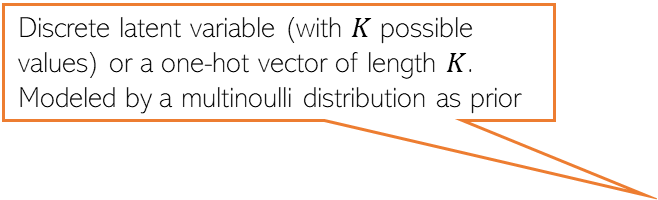 Discrete latent variable (with K possible
values) or a one-hot vector of length K.
Modeled by a multinoulli distribution as prior